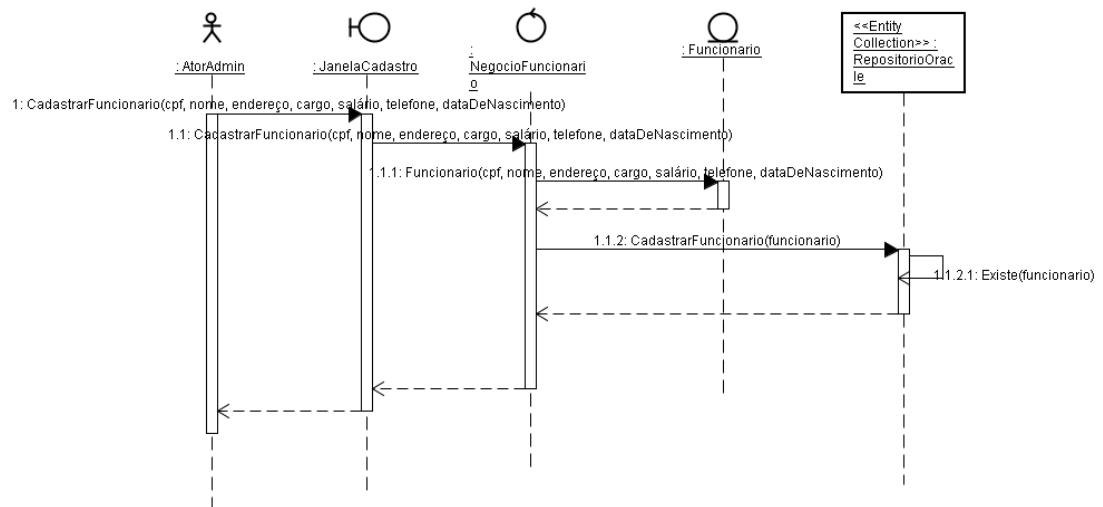 : AtorAdmin
: JanelaCadastro
:
NegocioFuncionari
o
: Funcionario
<<Entity
Collection>> :
RepositorioOrac
le
1: CadastrarFuncionario(cpf, nome, endereço, cargo, salário, telefone, dataDeNascimento)
1.1: CadastrarFuncionario(cpf, nome, endereço, cargo, salário, telefone, dataDeNascimento)
1.1.1: Funcionario(cpf, nome, endereço, cargo, salário, telefone, dataDeNascimento)
1.1.2: CadastrarFuncionario(funcionario)
1.1.2.1: Existe(funcionario)